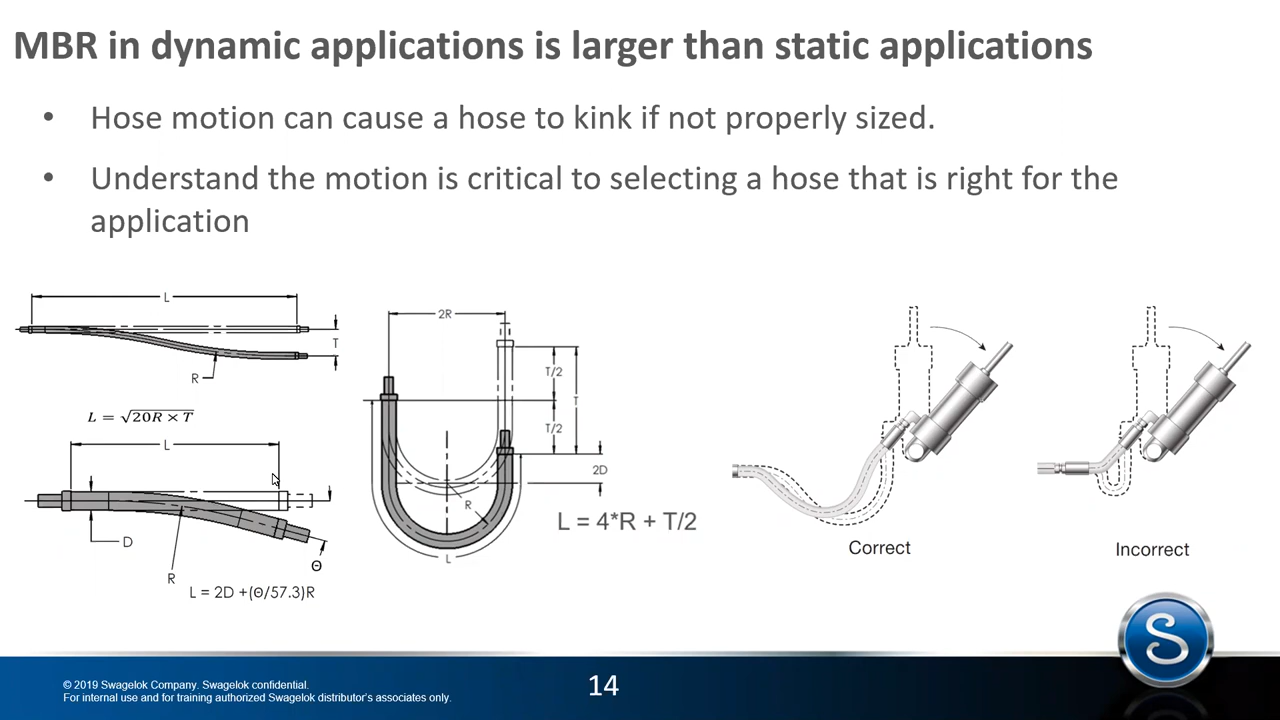 MBR in dynamic applications is larger than static applications
• Hose motion can cause a hose to kink if not properly sized.
• Understand the motion is critical to selecting a hose that is right for the
application
L
T
R
L = √20R × T
L
D
R
Θ
L = 2D +(Θ/57.3)R
2R
T/2
T
T/2
2D
R
L
L = 4*R + T/2
Correct
Incorrect
S
© 2019 Swagelok Company. Swagelok confidential.
For internal use and for training authorized Swagelok distributor's associates only.
14